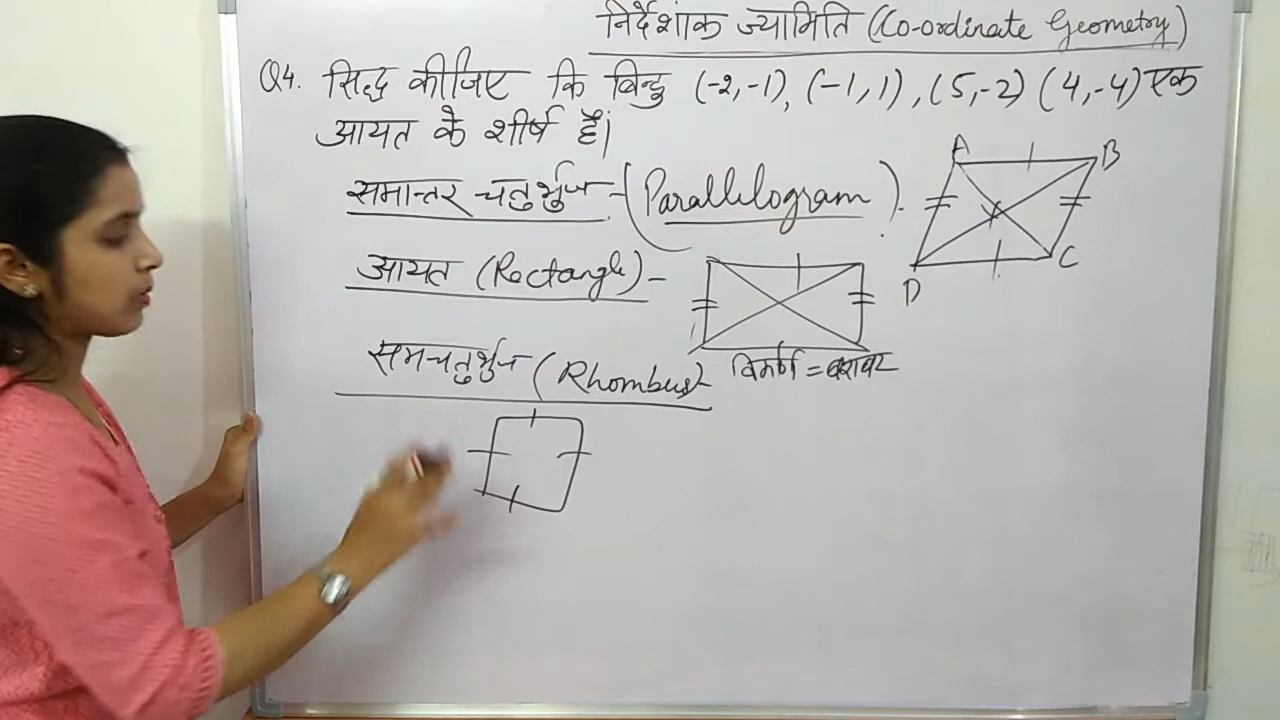 निर्देशांक ज्यामिति (Co-ordinate Geometry)
Q4. सिद्ध कीजिए कि बिन्दु (-2,-1), (-1,1), (5,-2) (4,-4) एक
आयत के शीर्ष हैं।
समान्तर चतुर्भुज - (Parallilogram).
A B
C
D
आयत (Rectangle) -
विकर्ण = बराबर
समचतुर्भुज (Rhombus) -